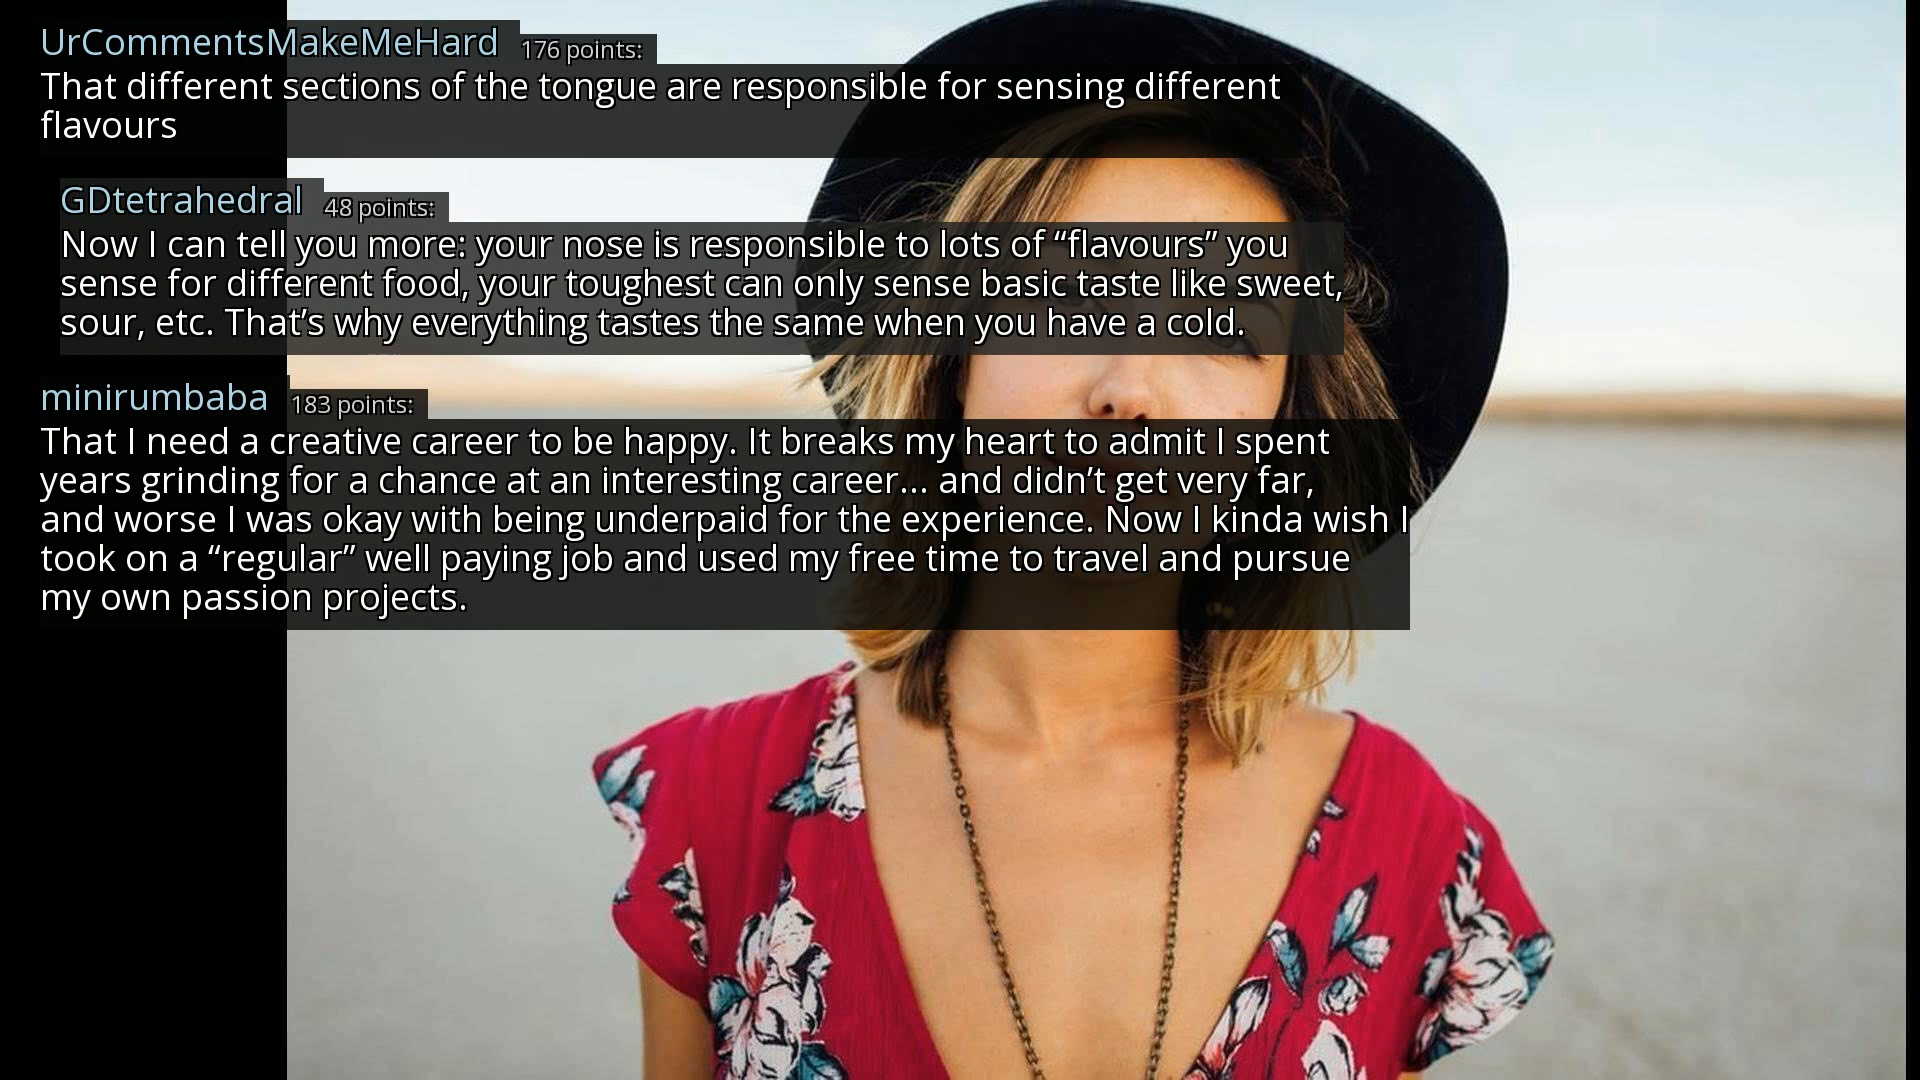 UrCommentsMakeMeHard 176 points:
That different sections of the tongue are responsible for sensing different
flavours
GDtetrahedral 48 points:
Now I can tell you more: your nose is responsible to lots of “flavours” you
sense for different food, your toughest can only sense basic taste like sweet,
sour, etc. That’s why everything tastes the same when you have a cold.
minirumbaba 183 points:
That I need a creative career to be happy. It breaks my heart to admit I spent
years grinding for a chance at an interesting career... and didn’t get very far,
and worse I was okay with being underpaid for the experience. Now I kinda wish I
took on a “regular” well paying job and used my free time to travel and pursue
my own passion projects.